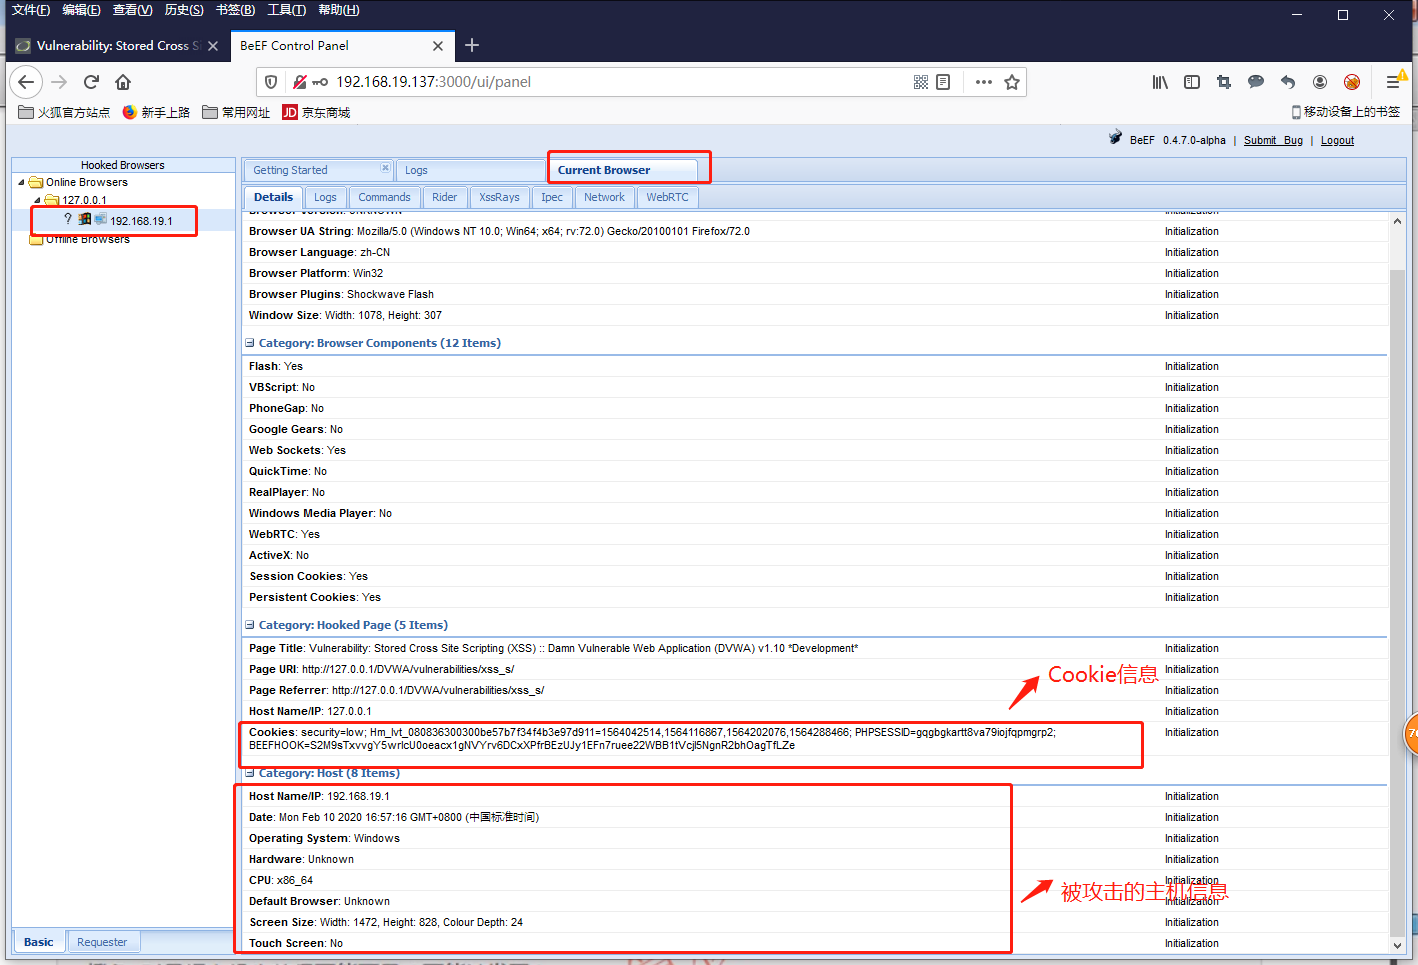 文件(F) 编辑(E) 查看(V) 历史(S) 书签(B) 工具(T) 帮助(H)
Vulnerability: Stored Cross Si
BeEF Control Panel
192.168.19.137:3000/ui/panel
火狐官方站点 新手上路 常用网址 JD 京东商城 移动设备上的书签
BeEF 0.4.7.0-alpha | Submit Bug | Logout
Hooked Browsers
Online Browsers
127.0.0.1
? 192.168.19.1
Offline Browsers
Basic Requester
Getting Started Logs Current Browser
Details Logs Commands Rider XssRays Ipec Network WebRTC
Browser Version: UNKNOWN Initialization
Browser UA String: Mozilla/5.0 (Windows NT 10.0; Win64; x64; rv:72.0) Gecko/20100101 Firefox/72.0 Initialization
Browser Language: zh-CN Initialization
Browser Platform: Win32 Initialization
Browser Plugins: Shockwave Flash Initialization
Window Size: Width: 1078, Height: 307 Initialization
Category: Browser Components (12 Items)
Flash: Yes Initialization
VBScript: No Initialization
PhoneGap: No Initialization
Google Gears: No Initialization
Web Sockets: Yes Initialization
QuickTime: No Initialization
RealPlayer: No Initialization
Windows Media Player: No Initialization
WebRTC: Yes Initialization
ActiveX: No Initialization
Session Cookies: Yes Initialization
Persistent Cookies: Yes Initialization
Category: Hooked Page (5 Items)
Page Title: Vulnerability: Stored Cross Site Scripting (XSS) :: Damn Vulnerable Web Application (DVWA) v1.10 *Development* Initialization
Page URI: http://127.0.0.1/DVWA/vulnerabilities/xss_s/ Initialization
Cookie信息
Page Referrer: http://127.0.0.1/DVWA/vulnerabilities/xss_s/ Initialization
Host Name/IP: 127.0.0.1 Initialization
Cookies: security=low; Hm_lvt_080836300300be57b7f34f4b3e97d911=1564042514,1564116867,1564202076,1564288466; PHPSESSID=gqgbgkartt8va79iojfqpmgrp2; Initialization
BEEFHOOK=S2M9sTxvvgY5wrlcU0oeacx1gNVYrv6DCxXPfrBEzUJy1EFn7ruee22WBB1tVcjl5NgnR2bhOagTfLZe
Category: Host (8 Items)
Host Name/IP: 192.168.19.1 Initialization
Date: Mon Feb 10 2020 16:57:16 GMT+0800 (中国标准时间) Initialization
Operating System: Windows Initialization
Hardware: Unknown Initialization
CPU: x86_64 Initialization
被攻击的主机信息
Default Browser: Unknown Initialization
Screen Size: Width: 1472, Height: 828, Colour Depth: 24 Initialization
Touch Screen: No Initialization